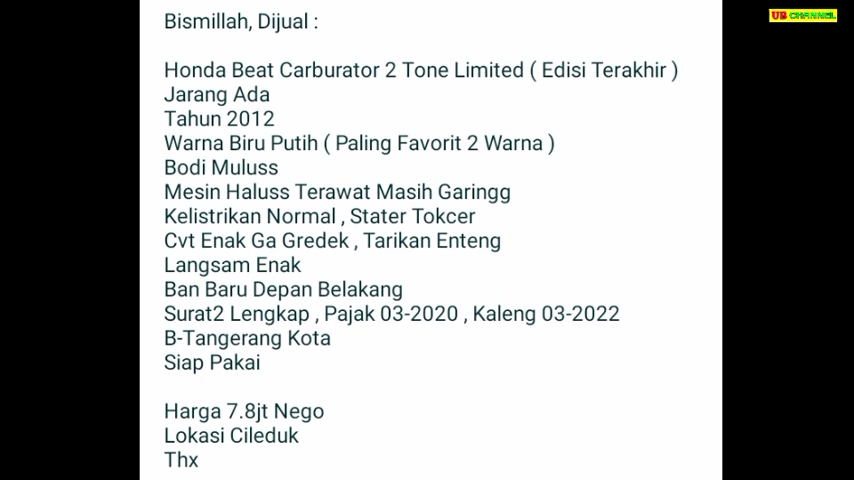 UB CHANNEL
Bismillah, Dijual :
Honda Beat Carburator 2 Tone Limited ( Edisi Terakhir )
Jarang Ada
Tahun 2012
Warna Biru Putih ( Paling Favorit 2 Warna )
Bodi Muluss
Mesin Haluss Terawat Masih Garingg
Kelistrikan Normal , Stater Tokcer
Cvt Enak Ga Gredek , Tarikan Enteng
Langsam Enak
Ban Baru Depan Belakang
Surat2 Lengkap , Pajak 03-2020 , Kaleng 03-2022
B-Tangerang Kota
Siap Pakai
Harga 7.8jt Nego
Lokasi Cileduk
Thx